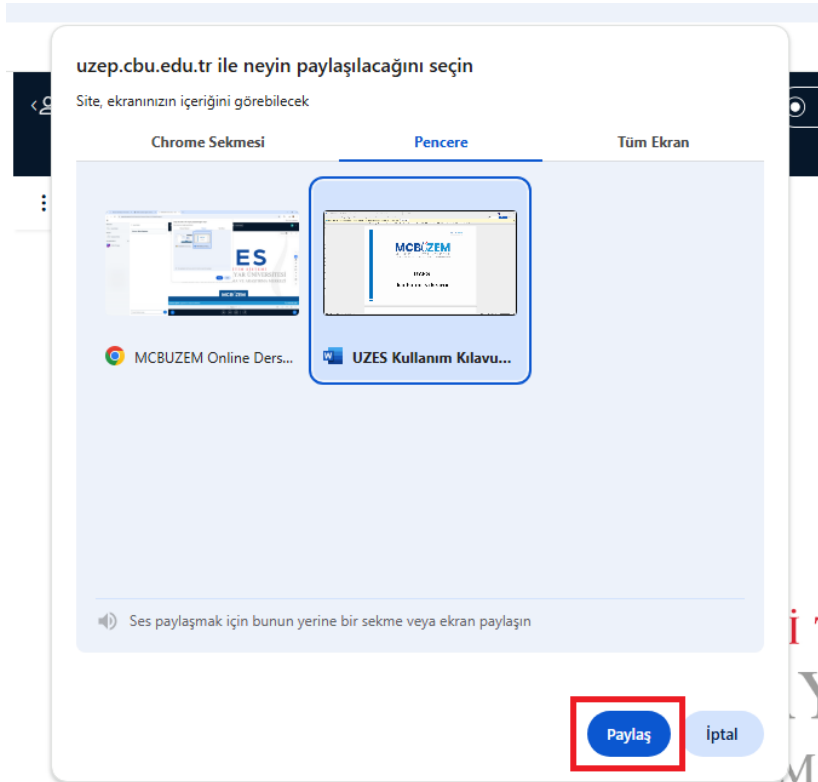 uzep.cbu.edu.tr ile neyin paylaşılacağını seçin
Site, ekranınızın içeriğini görebilecek
Chrome Sekmesi Pencere Tüm Ekran
ES
MCBÜZEM
MCBUZEM Online Ders... UZES Kullanım Kılavu...
Ses paylaşmak için bunun yerine bir sekme veya ekran paylaşın
Paylaş İptal